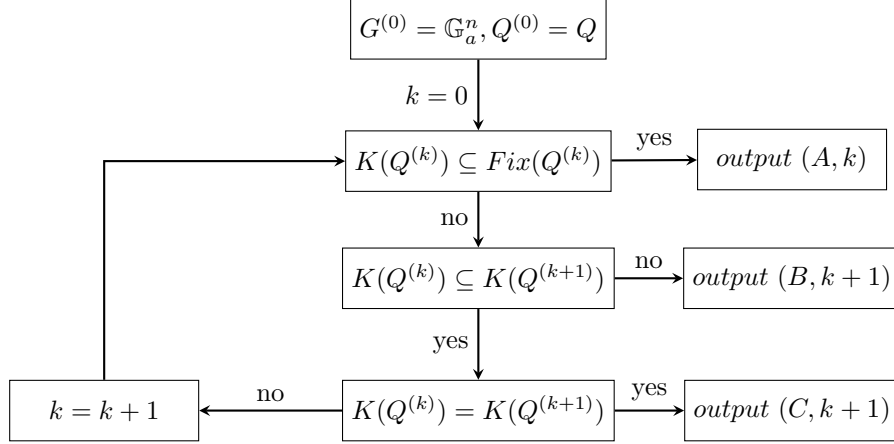 G^{(0)} = 𝔾_a^n, Q^{(0)} = Q
k = 0
K(Q^{(k)}) ⊆ Fix(Q^{(k)})
yes
output (A, k)
no
K(Q^{(k)}) ⊆ K(Q^{(k+1)})
no
output (B, k + 1)
yes
k = k + 1
no
K(Q^{(k)}) = K(Q^{(k+1)})
yes
output (C, k + 1)